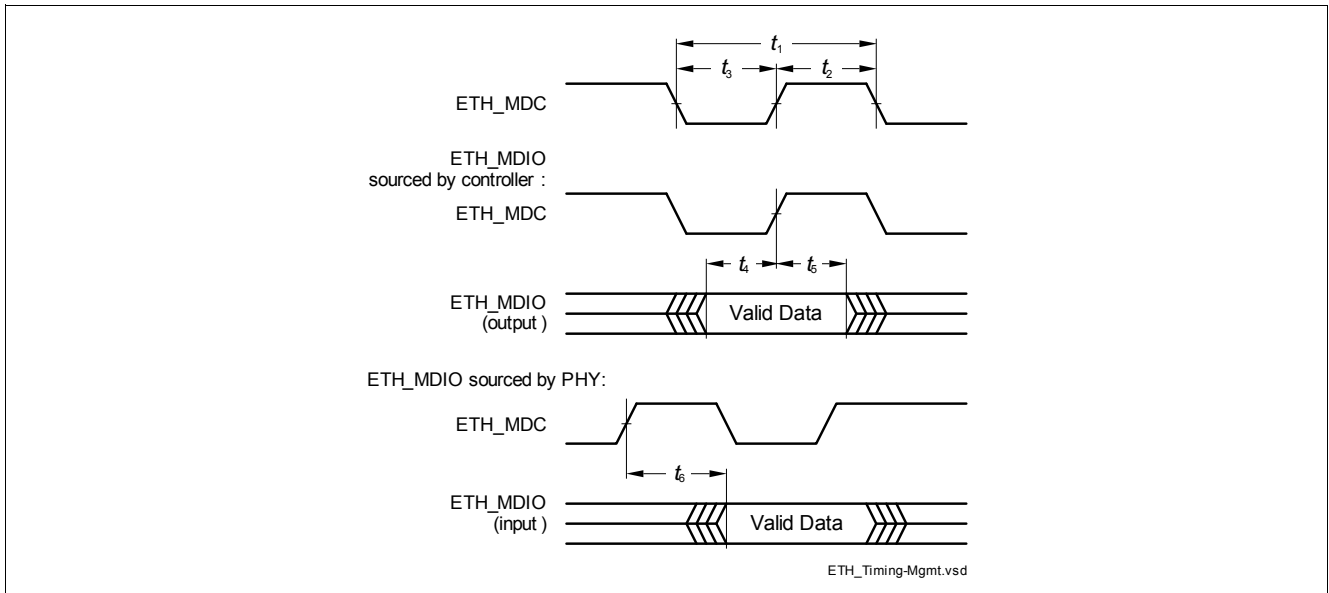 t₁
t₃ t₂
ETH_MDC
ETH_MDIO
sourced by controller :
ETH_MDC
t₄ t₅
ETH_MDIO
(output )
Valid Data
ETH_MDIO sourced by PHY:
ETH_MDC
t₆
ETH_MDIO
(input )
Valid Data
ETH_Timing-Mgmt.vsd